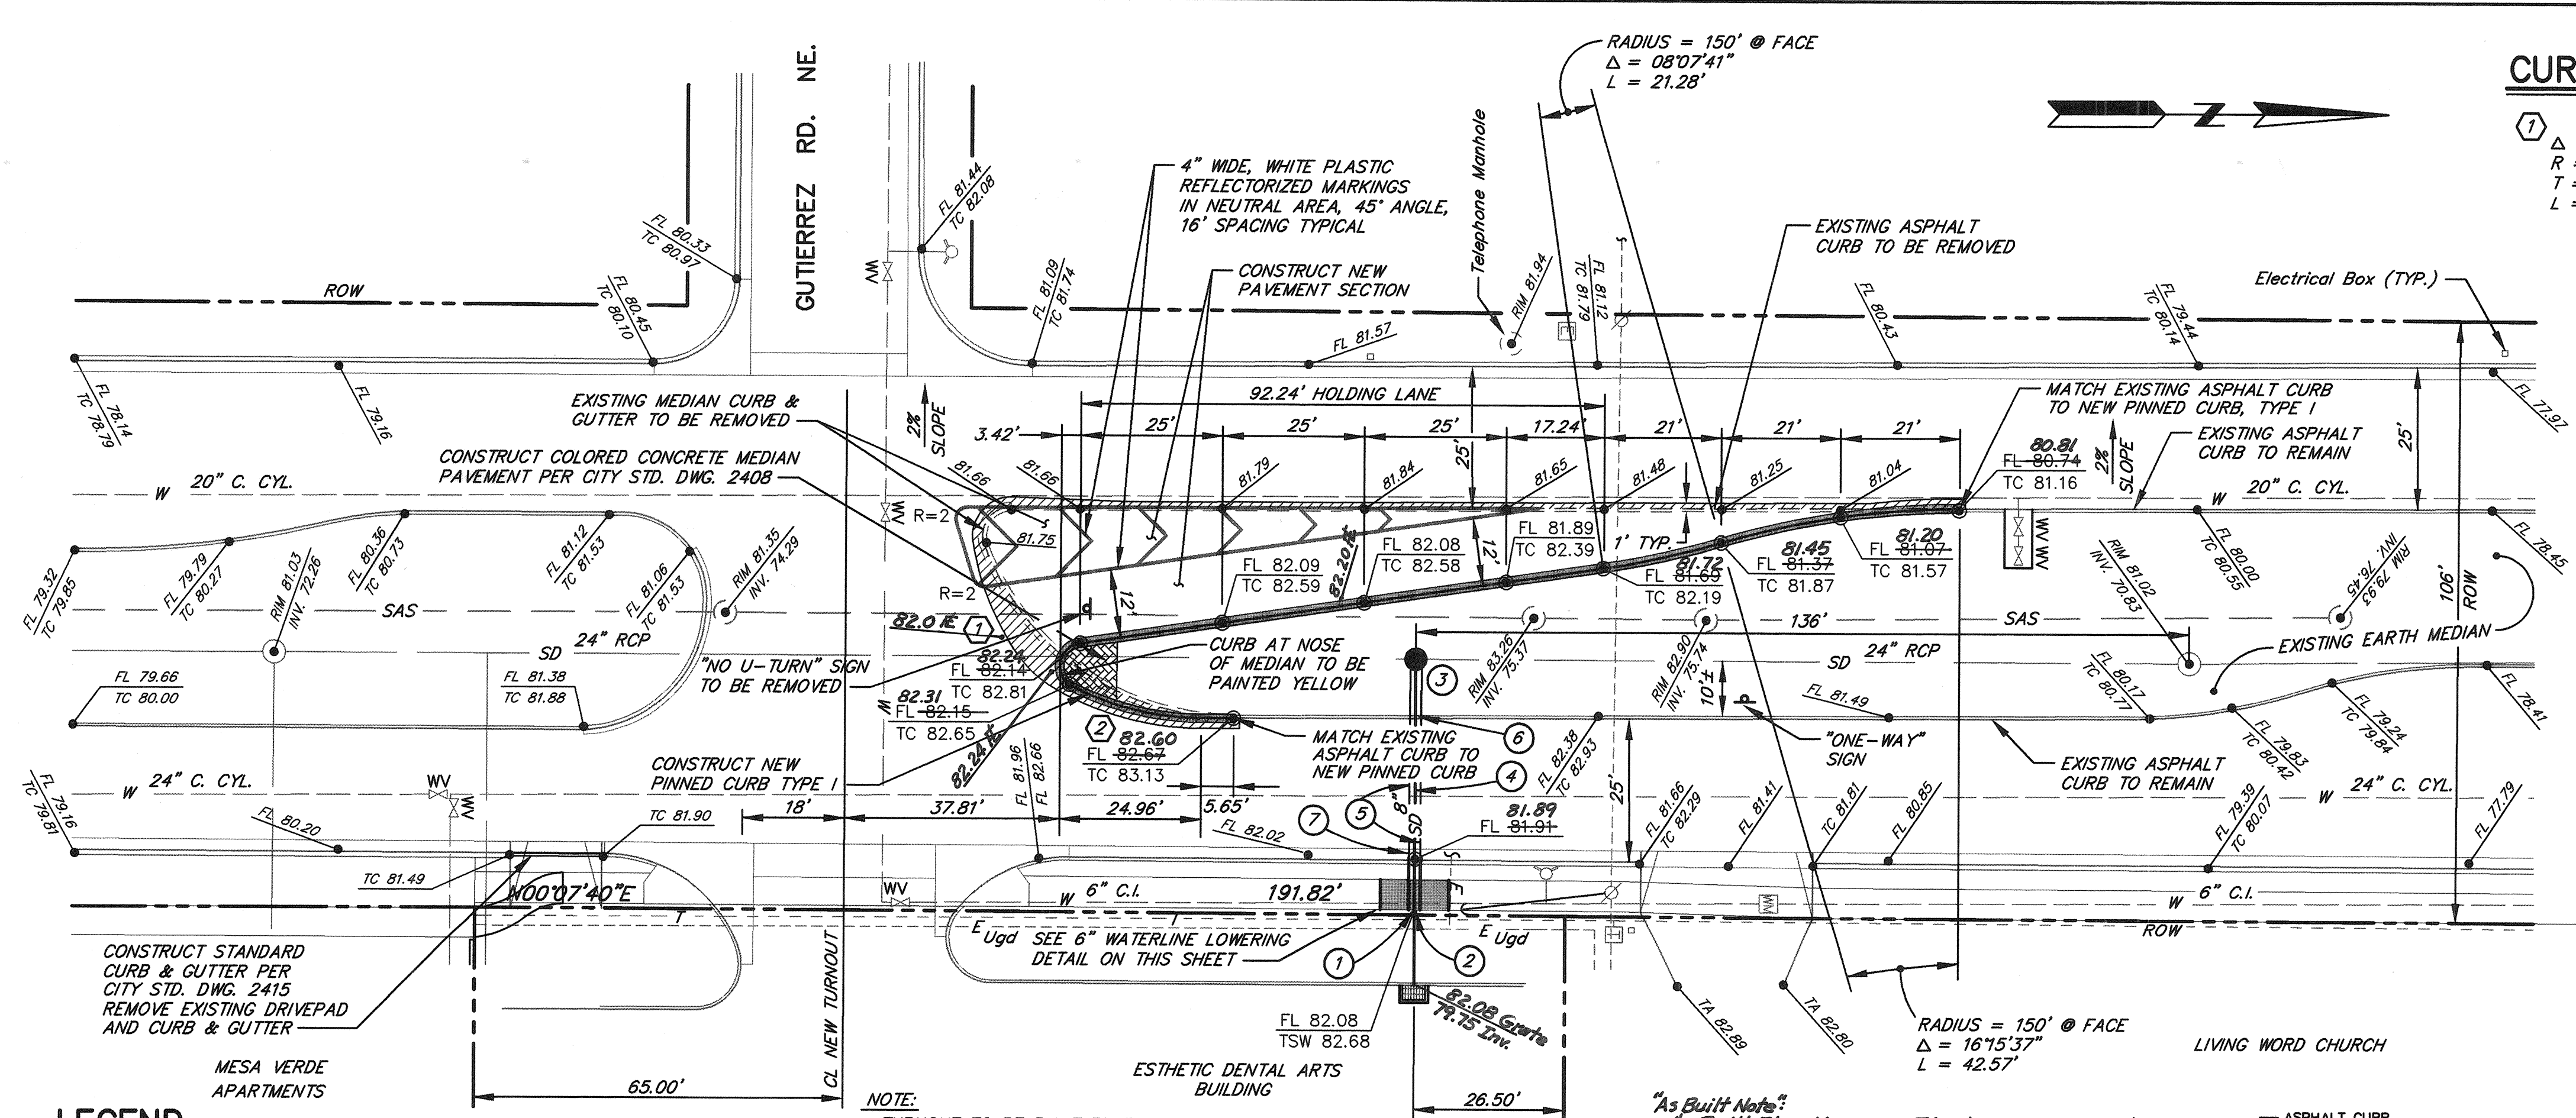 RADIUS = 150' @ FACE
Δ = 08°07'41"
L = 21.28'
CUR
1
Δ
R =
T =
L =
GUTIERREZ RD. NE.
4" WIDE, WHITE PLASTIC
REFLECTORIZED MARKINGS
IN NEUTRAL AREA, 45° ANGLE,
16' SPACING TYPICAL
Telephone Manhole
EXISTING ASPHALT
CURB TO BE REMOVED
CONSTRUCT NEW
PAVEMENT SECTION
Electrical Box (TYP.)
ROW
FL 80.33
TC 80.97
FL 80.45
TC 80.10
FL 81.44
TC 82.08
WV
FL 81.09
TC 81.74
FL 81.57
RIM 81.94
FL 81.12
TC 81.79
FL 80.43
FL 79.44
TC 80.14
FL 77.97
FL 78.14
TC 78.79
FL 79.16
EXISTING MEDIAN CURB &
GUTTER TO BE REMOVED
2%
SLOPE
92.24' HOLDING LANE
3.42'
25'
25'
25'
17.24'
21'
21'
21'
25'
MATCH EXISTING ASPHALT CURB
TO NEW PINNED CURB, TYPE I
EXISTING ASPHALT
CURB TO REMAIN
2%
SLOPE
25'
80.81
FL 80.74
TC 81.16
CONSTRUCT COLORED CONCRETE MEDIAN
PAVEMENT PER CITY STD. DWG. 2408
W 20" C. CYL.
81.66
81.66
81.79
81.84
81.65
81.48
81.25
81.04
W 20" C. CYL.
WV
R=2
81.75
R=2
12'
12'
1' TYP.
WV WV
FL 79.32
TC 79.85
FL 79.79
TC 80.27
RIM 81.03
INV. 72.26
FL 80.36
TC 80.73
FL 81.12
TC 81.53
FL 81.06
TC 81.53
RIM 81.35
INV. 74.29
FL 82.09
TC 82.59
82.20
FL 82.08
TC 82.58
FL 81.89
TC 82.39
81.72
FL 81.69
TC 82.19
81.45
FL 81.37
TC 81.87
81.20
FL 81.07
TC 81.57
FL 80.00
TC 80.55
RIM 81.02
INV. 70.83
RIM 79.93
INV. 76.45
FL 78.45
106'
ROW
SAS
SD 24" RCP
82.01
1
136'
SAS
EXISTING EARTH MEDIAN
"NO U-TURN" SIGN
TO BE REMOVED
82.24
FL 82.14
TC 82.81
82.31
FL 82.15
TC 82.65
CURB AT NOSE
OF MEDIAN TO BE
PAINTED YELLOW
3
RIM 83.26
INV. 75.37
RIM 82.90
INV. 75.74
10'∓
SD 24" RCP
FL 79.66
TC 80.00
FL 81.38
TC 81.88
FL 81.49
FL 80.17
TC 80.77
FL 79.83
TC 80.42
FL 79.24
TC 79.84
FL 78.41
W
CONSTRUCT NEW
PINNED CURB TYPE I
82.24
2
82.60
FL 82.67
TC 83.13
MATCH EXISTING
ASPHALT CURB TO
NEW PINNED CURB
6
4
FL 82.38
TC 82.93
"ONE-WAY"
SIGN
EXISTING ASPHALT
CURB TO REMAIN
W 24" C. CYL.
WV
WV
FL 79.16
TC 79.81
FL 80.20
TC 81.90
18'
37.81'
24.96'
5.65'
FL 81.96
FL 82.66
FL 82.02
7
5
SD 8"
81.89
FL 81.91
25'
FL 81.66
TC 82.29
FL 81.41
TC 81.81
FL 80.85
FL 79.39
TC 80.07
FL 77.79
W 24" C. CYL.
TC 81.49
N00°07'40"E
T
WV
W 6" C.I.
191.82'
E
W 6" C.I.
ROW
CONSTRUCT STANDARD
CURB & GUTTER PER
CITY STD. DWG. 2415
REMOVE EXISTING DRIVEPAD
AND CURB & GUTTER
E Ugd
SEE 6" WATERLINE LOWERING
DETAIL ON THIS SHEET
1
2
E Ugd
CL NEW TURNOUT
FL 82.08
TSW 82.68
82.08 Grate
79.75 Inv.
TA 82.89
TA 82.80
RADIUS = 150' @ FACE
Δ = 16°15'37"
L = 42.57'
LIVING WORD CHURCH
MESA VERDE
APARTMENTS
65.00'
ESTHETIC DENTAL ARTS
BUILDING
26.50'
LEGEND
NOTE:
"As Built Note":
ASPHALT CURB